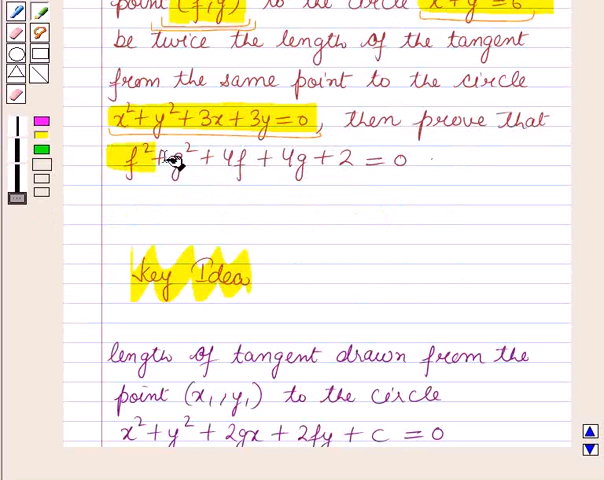 point (f,g) to the circle x²+y²=6
be twice the length of the tangent
from the same point to the circle
x²+y²+3x+3y=0, then prove that
f²+g²+4f+4g+2=0
Key Idea
length of tangent drawn from the
point (x₁,y₁) to the circle
x²+y²+2gx+2fy+c=0